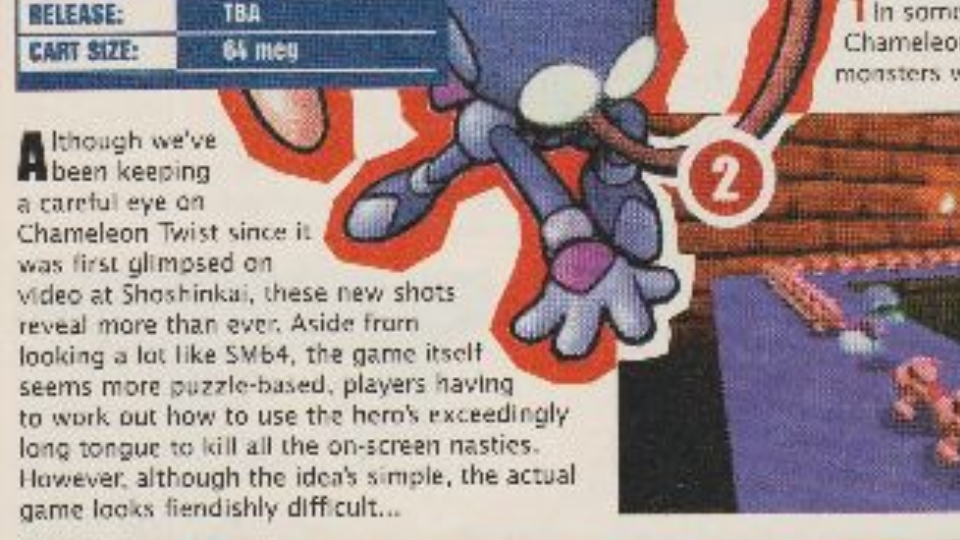 RELEASE: TBA
CART SIZE: 64 meg
Although we've
been keeping
a careful eye on
Chameleon Twist since it
was first glimpsed on
video at Shoshinkai, these new shots
reveal more than ever. Aside from
looking a lot like SM64, the game itself
seems more puzzle-based, players having
to work out how to use the hero's exceedingly
long tongue to kill all the on-screen nasties.
However, although the idea's simple, the actual
game looks fiendishly difficult...
2
1 In some
Chameleon
monsters w